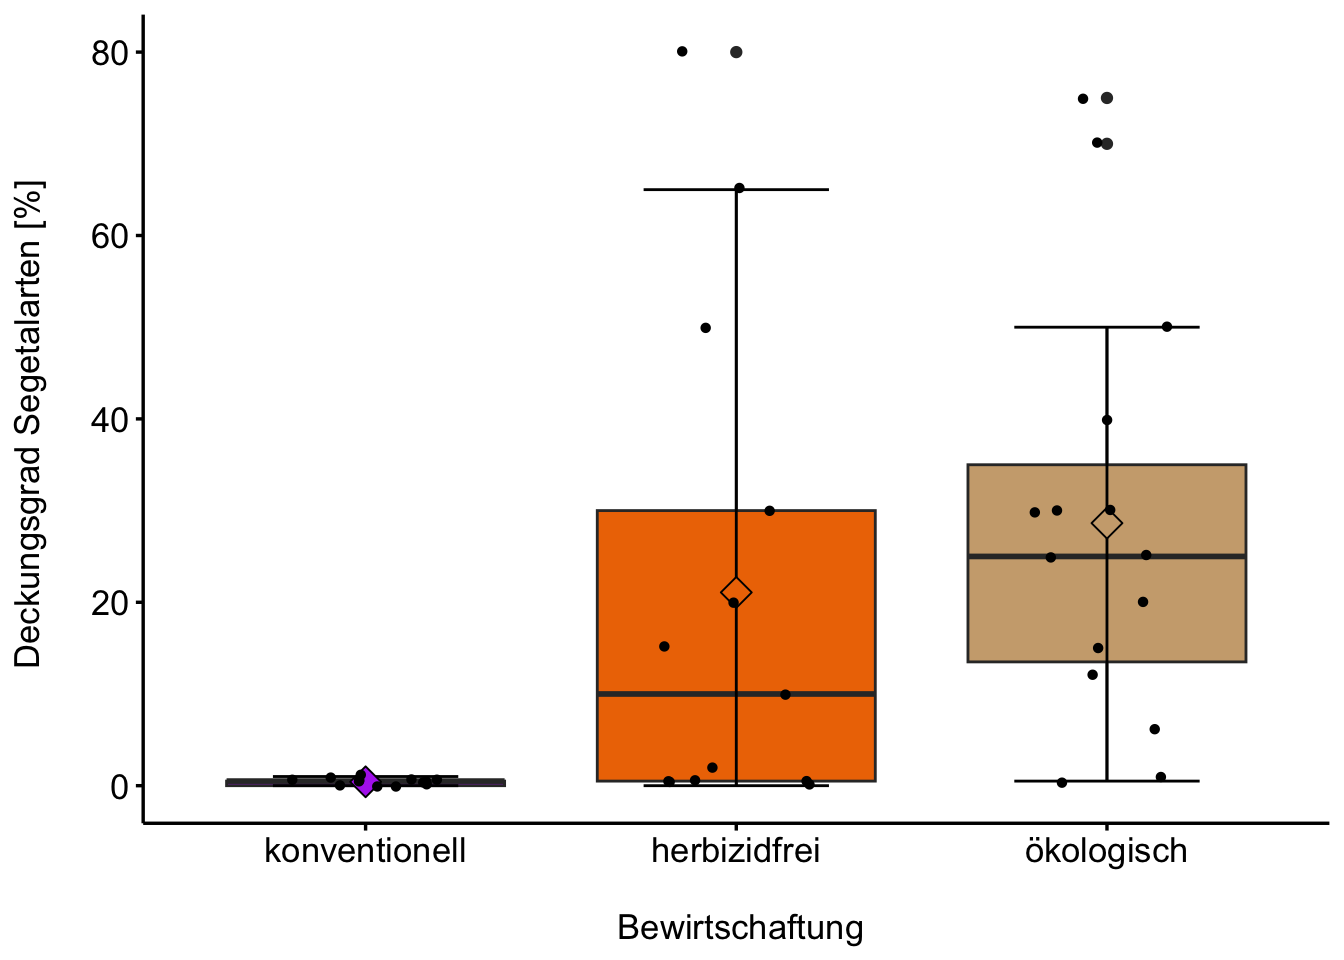 Deckungsgrad Segetalarten [%]
80
60
40
20
0
konventionell herbizidfrei ökologisch
Bewirtschaftung